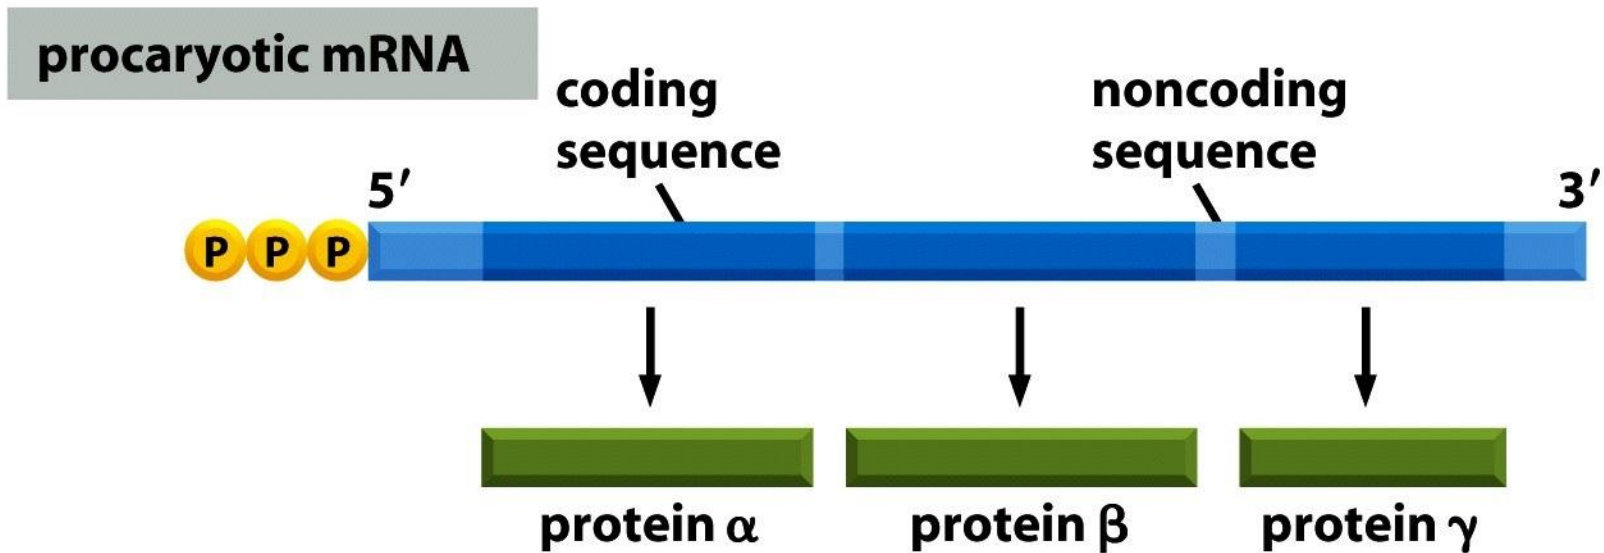 procaryotic mRNA
coding
sequence
noncoding
sequence
5′
3′
P P P
protein α
protein β
protein γ